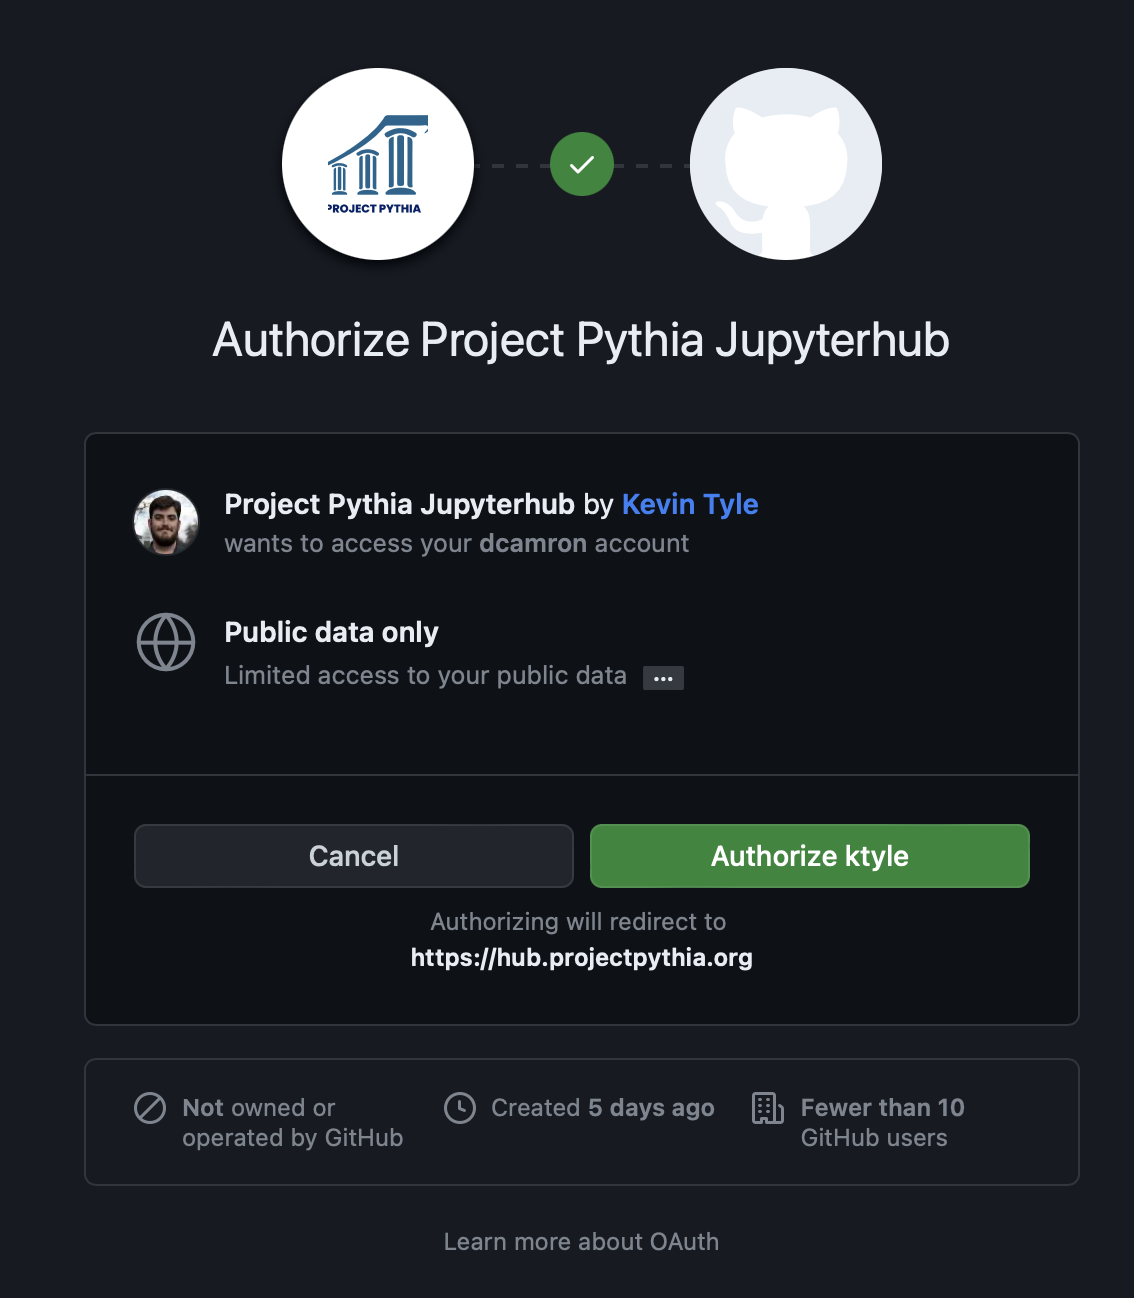 PROJECT PYTHIA
Authorize Project Pythia Jupyterhub
Project Pythia Jupyterhub by Kevin Tyle
wants to access your dcamron account
Public data only
Limited access to your public data ...
Cancel
Authorize ktyle
Authorizing will redirect to
https://hub.projectpythia.org
Not owned or
operated by GitHub
Created 5 days ago
Fewer than 10
GitHub users
Learn more about OAuth